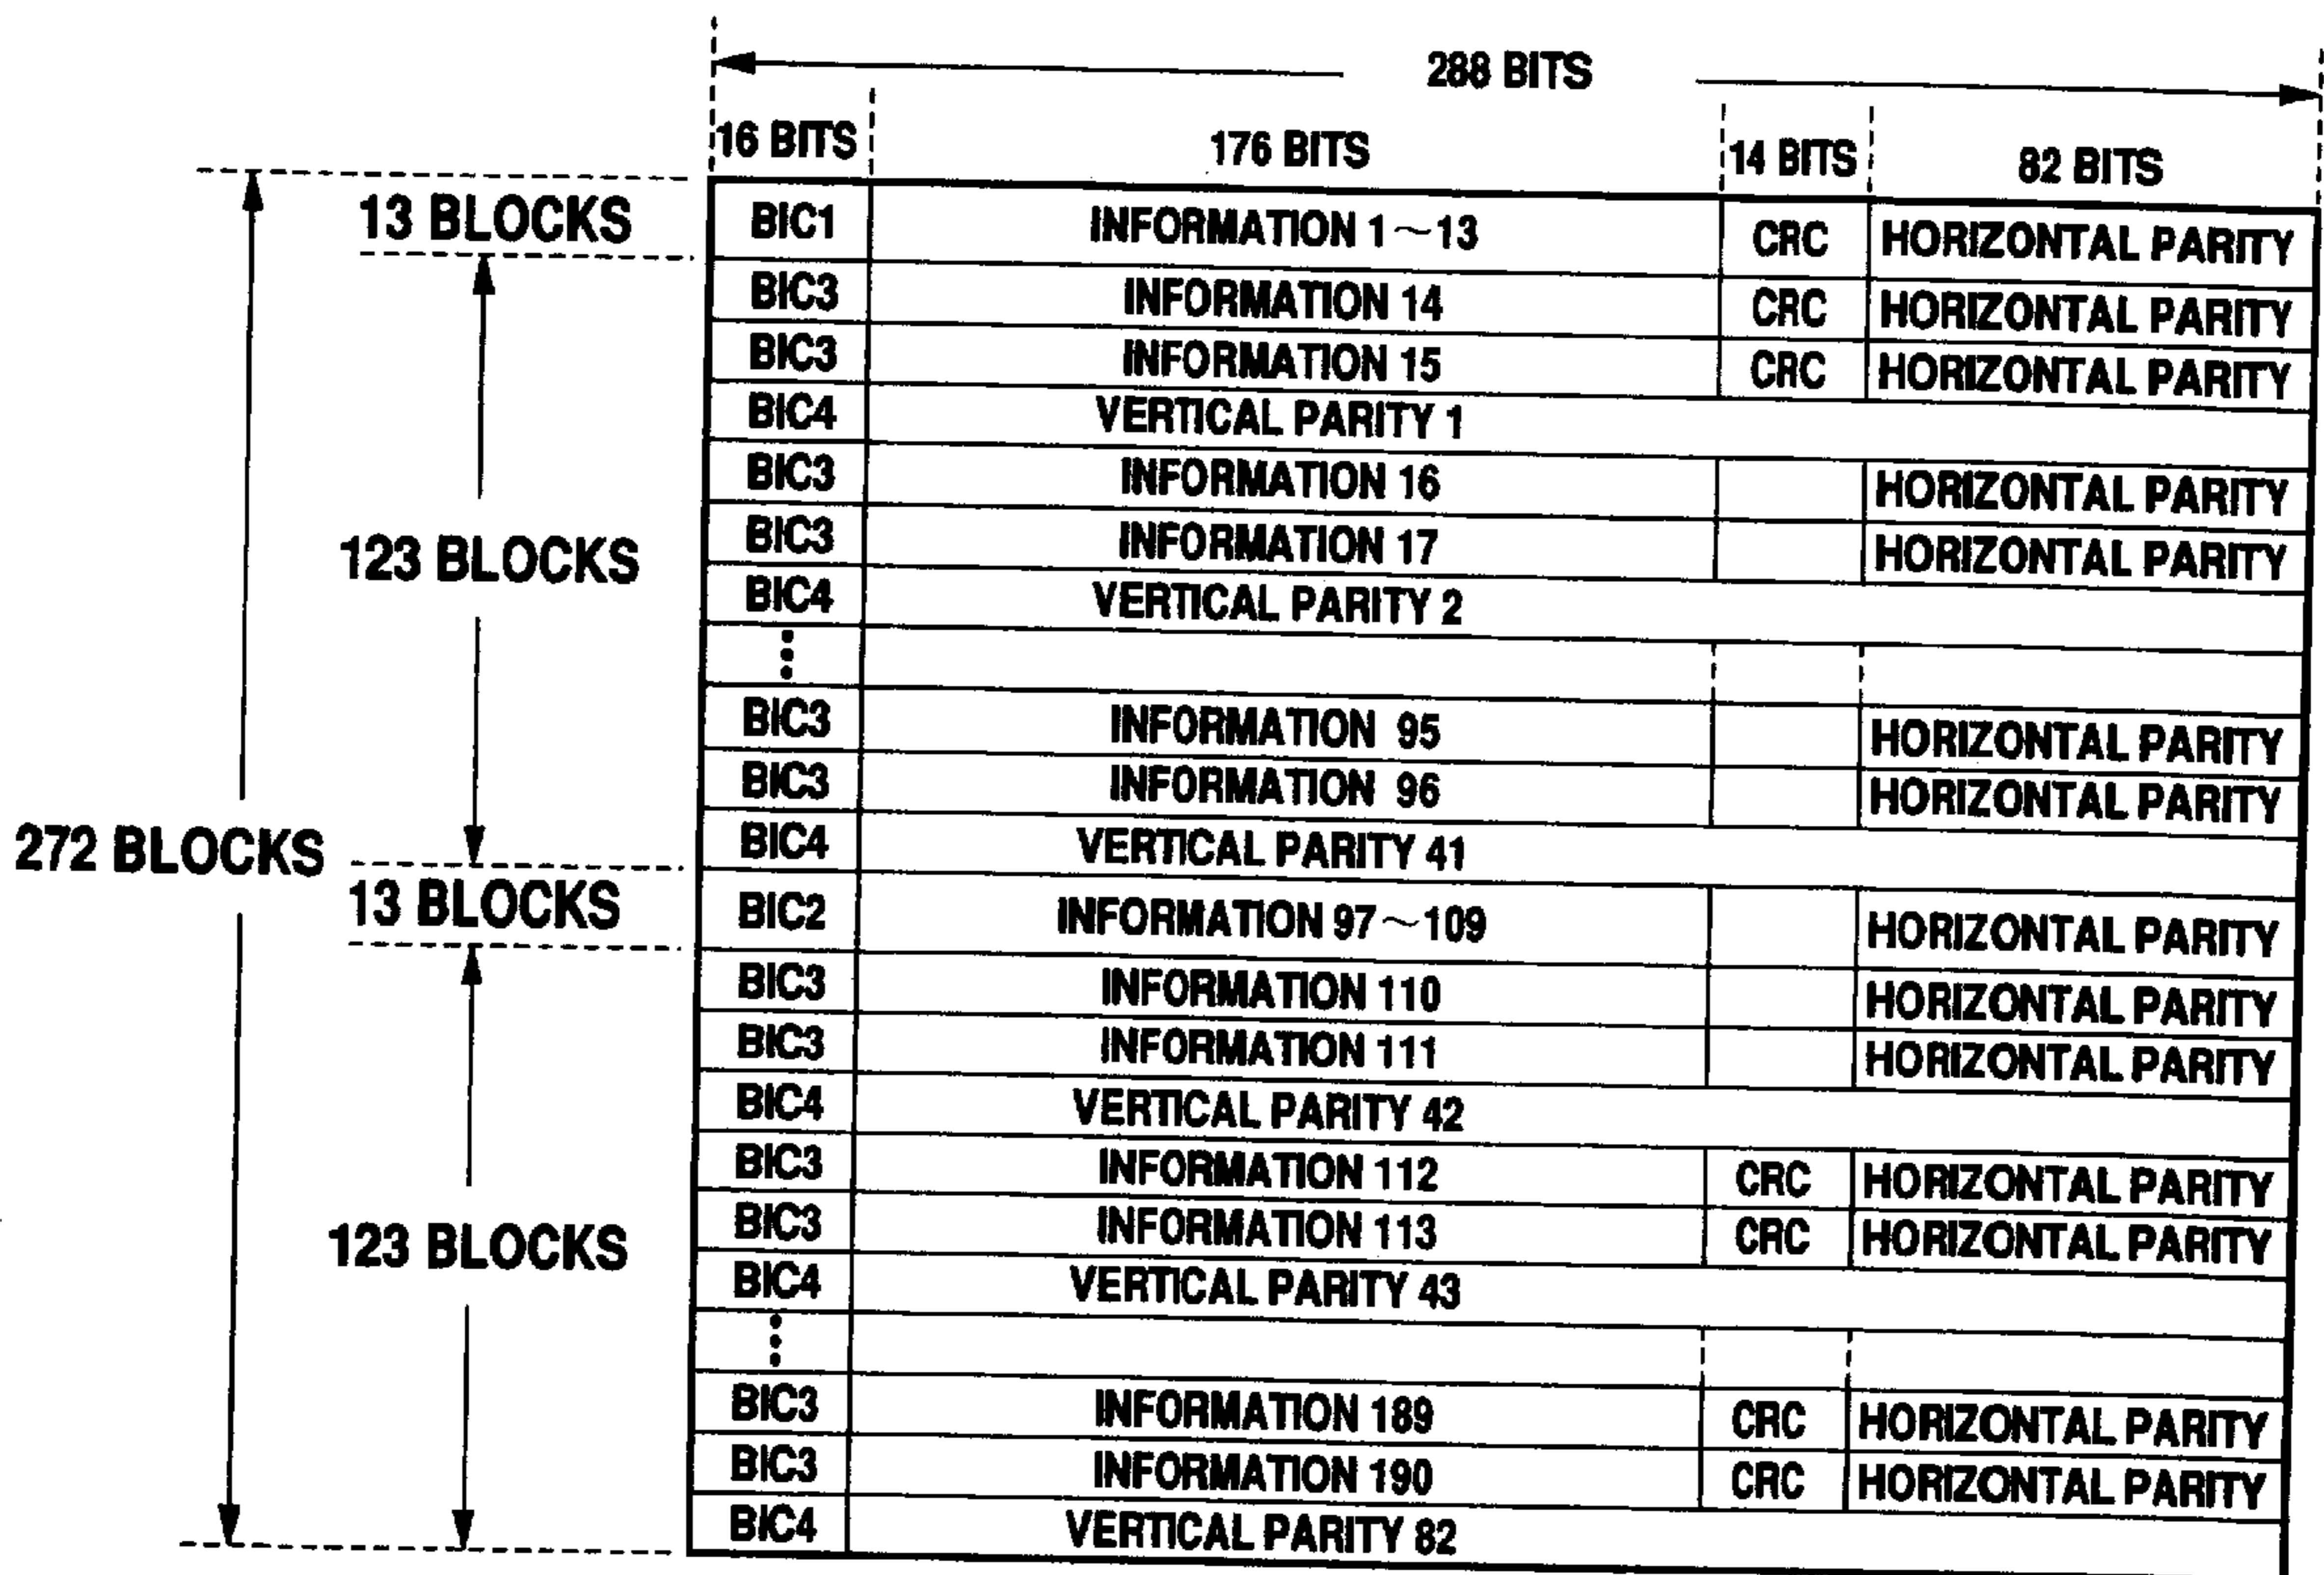 288 BITS
16 BITS 176 BITS 14 BITS 82 BITS
13 BLOCKS BIC1 INFORMATION 1～13 CRC HORIZONTAL PARITY
BIC3 INFORMATION 14 CRC HORIZONTAL PARITY
BIC3 INFORMATION 15 CRC HORIZONTAL PARITY
BIC4 VERTICAL PARITY 1
BIC3 INFORMATION 16 HORIZONTAL PARITY
123 BLOCKS BIC3 INFORMATION 17 HORIZONTAL PARITY
BIC4 VERTICAL PARITY 2
BIC3 INFORMATION 95 HORIZONTAL PARITY
BIC3 INFORMATION 96 HORIZONTAL PARITY
272 BLOCKS BIC4 VERTICAL PARITY 41
13 BLOCKS BIC2 INFORMATION 97～109 HORIZONTAL PARITY
BIC3 INFORMATION 110 HORIZONTAL PARITY
BIC3 INFORMATION 111 HORIZONTAL PARITY
BIC4 VERTICAL PARITY 42
BIC3 INFORMATION 112 CRC HORIZONTAL PARITY
123 BLOCKS BIC3 INFORMATION 113 CRC HORIZONTAL PARITY
BIC4 VERTICAL PARITY 43
BIC3 INFORMATION 189 CRC HORIZONTAL PARITY
BIC3 INFORMATION 190 CRC HORIZONTAL PARITY
BIC4 VERTICAL PARITY 82